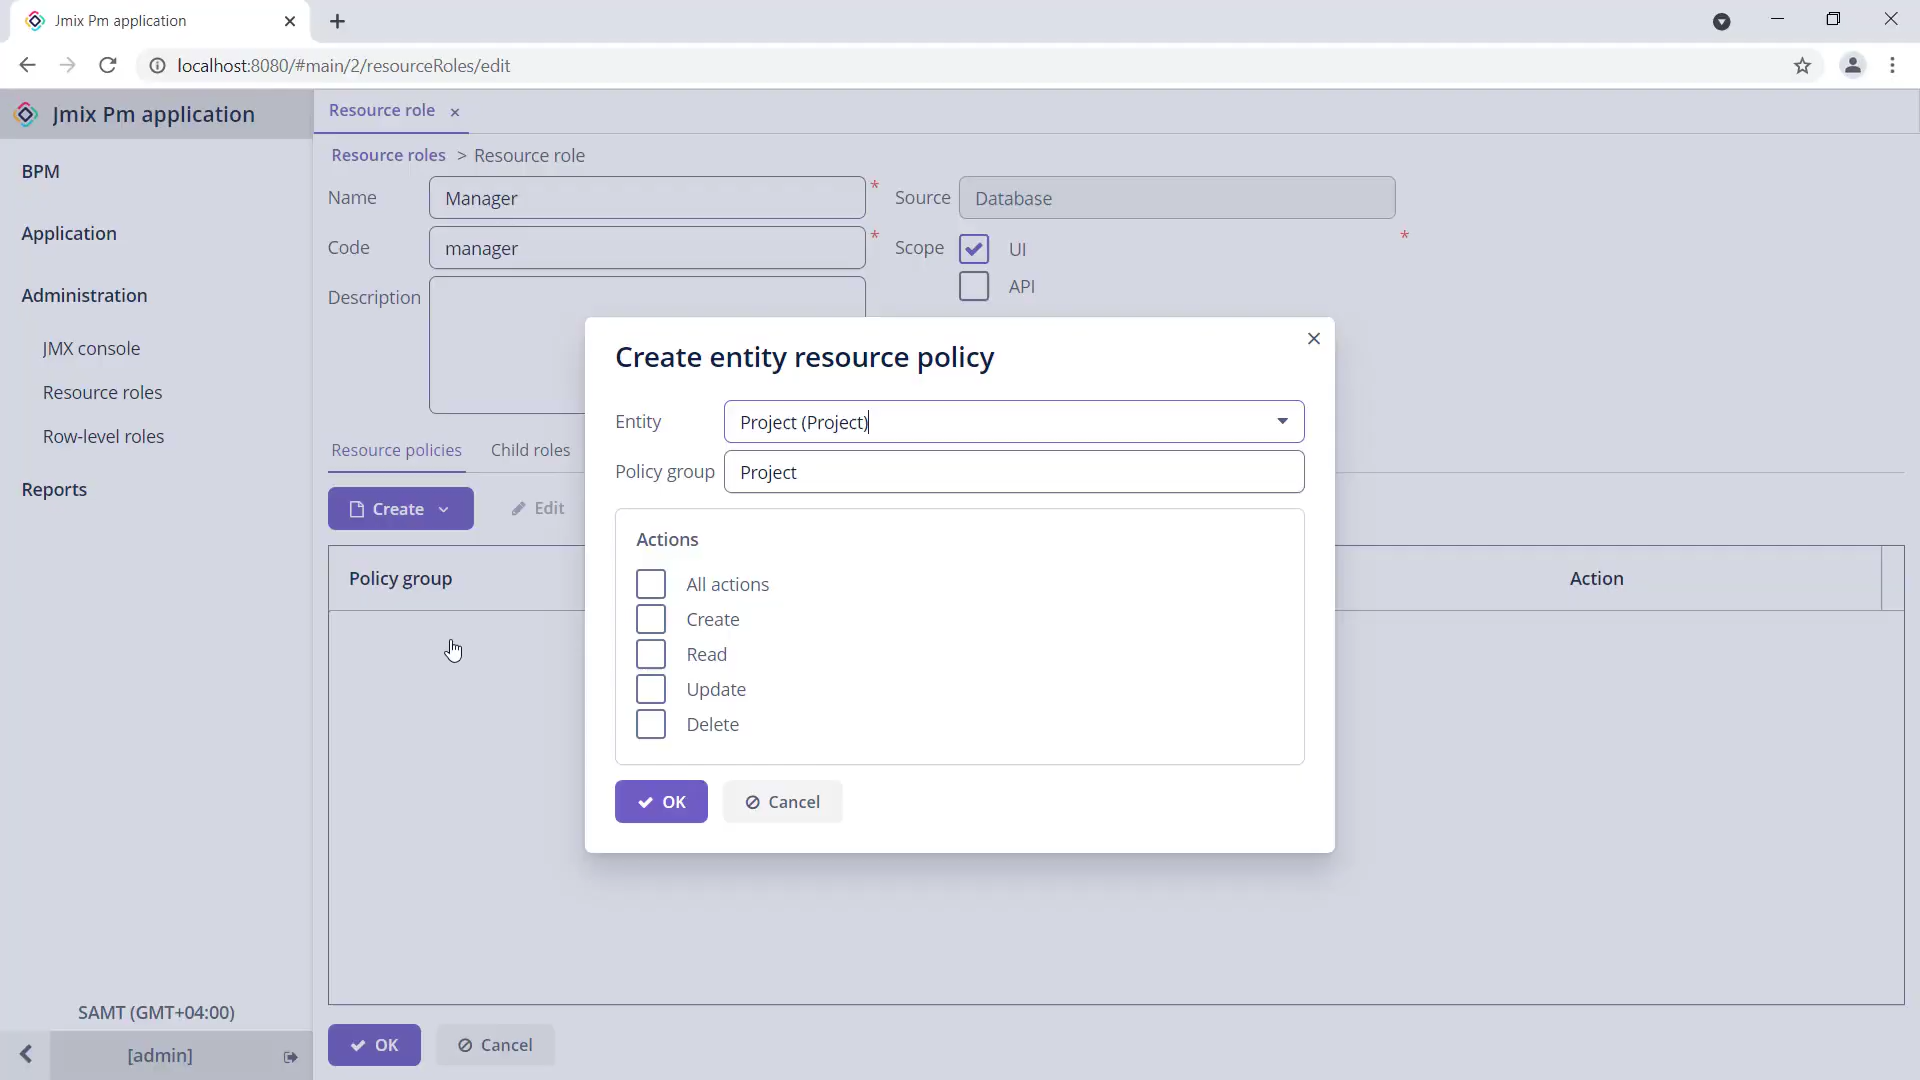 Jmix Pm application
localhost:8080/#main/2/resourceRoles/edit
Jmix Pm application
BPM
Application
Administration
JMX console
Resource roles
Row-level roles
Reports
SAMT (GMT+04:00)
[admin]
Resource role
Resource roles > Resource role
Name Manager * Source Database
Code manager * Scope UI *
API
Description
Resource policies Child roles
Create Edit
Policy group Action
Create entity resource policy
Entity Project (Project)
Policy group Project
Actions
All actions
Create
Read
Update
Delete
OK Cancel
OK Cancel